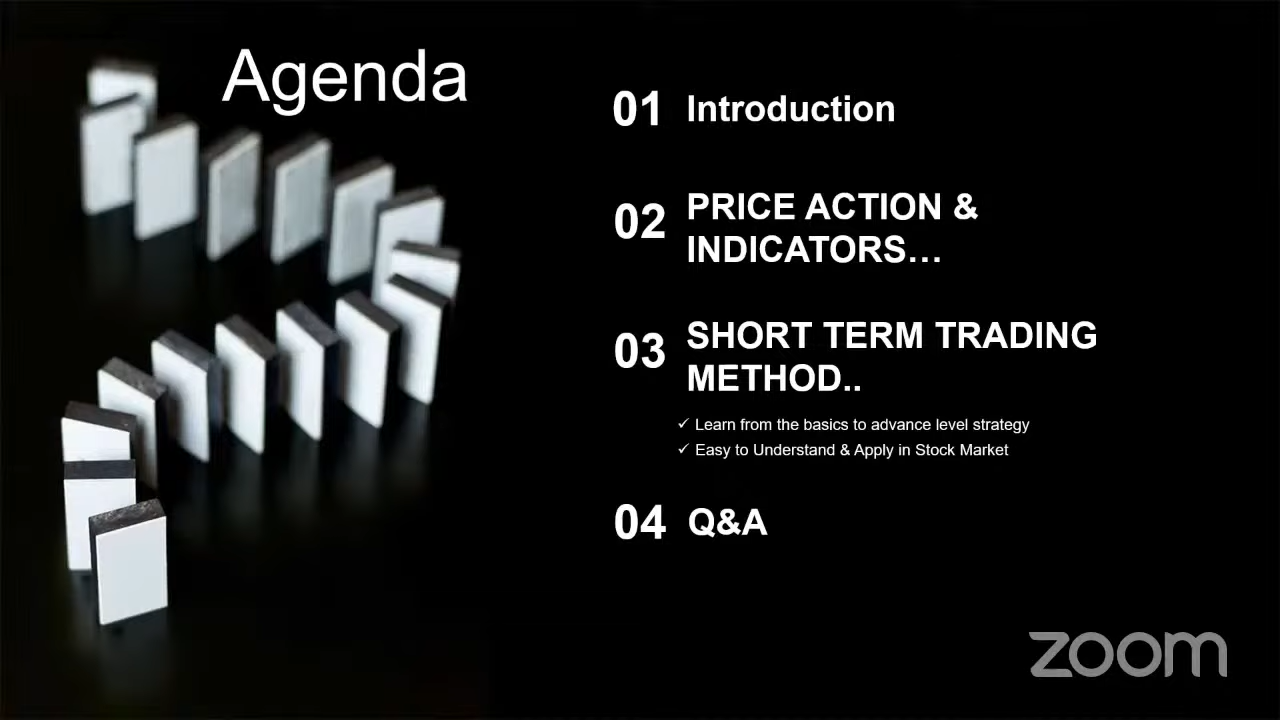 Agenda
01 Introduction
02 PRICE ACTION &
INDICATORS…
03 SHORT TERM TRADING
METHOD..
✓ Learn from the basics to advance level strategy
✓ Easy to Understand & Apply in Stock Market
04 Q&A
zoom